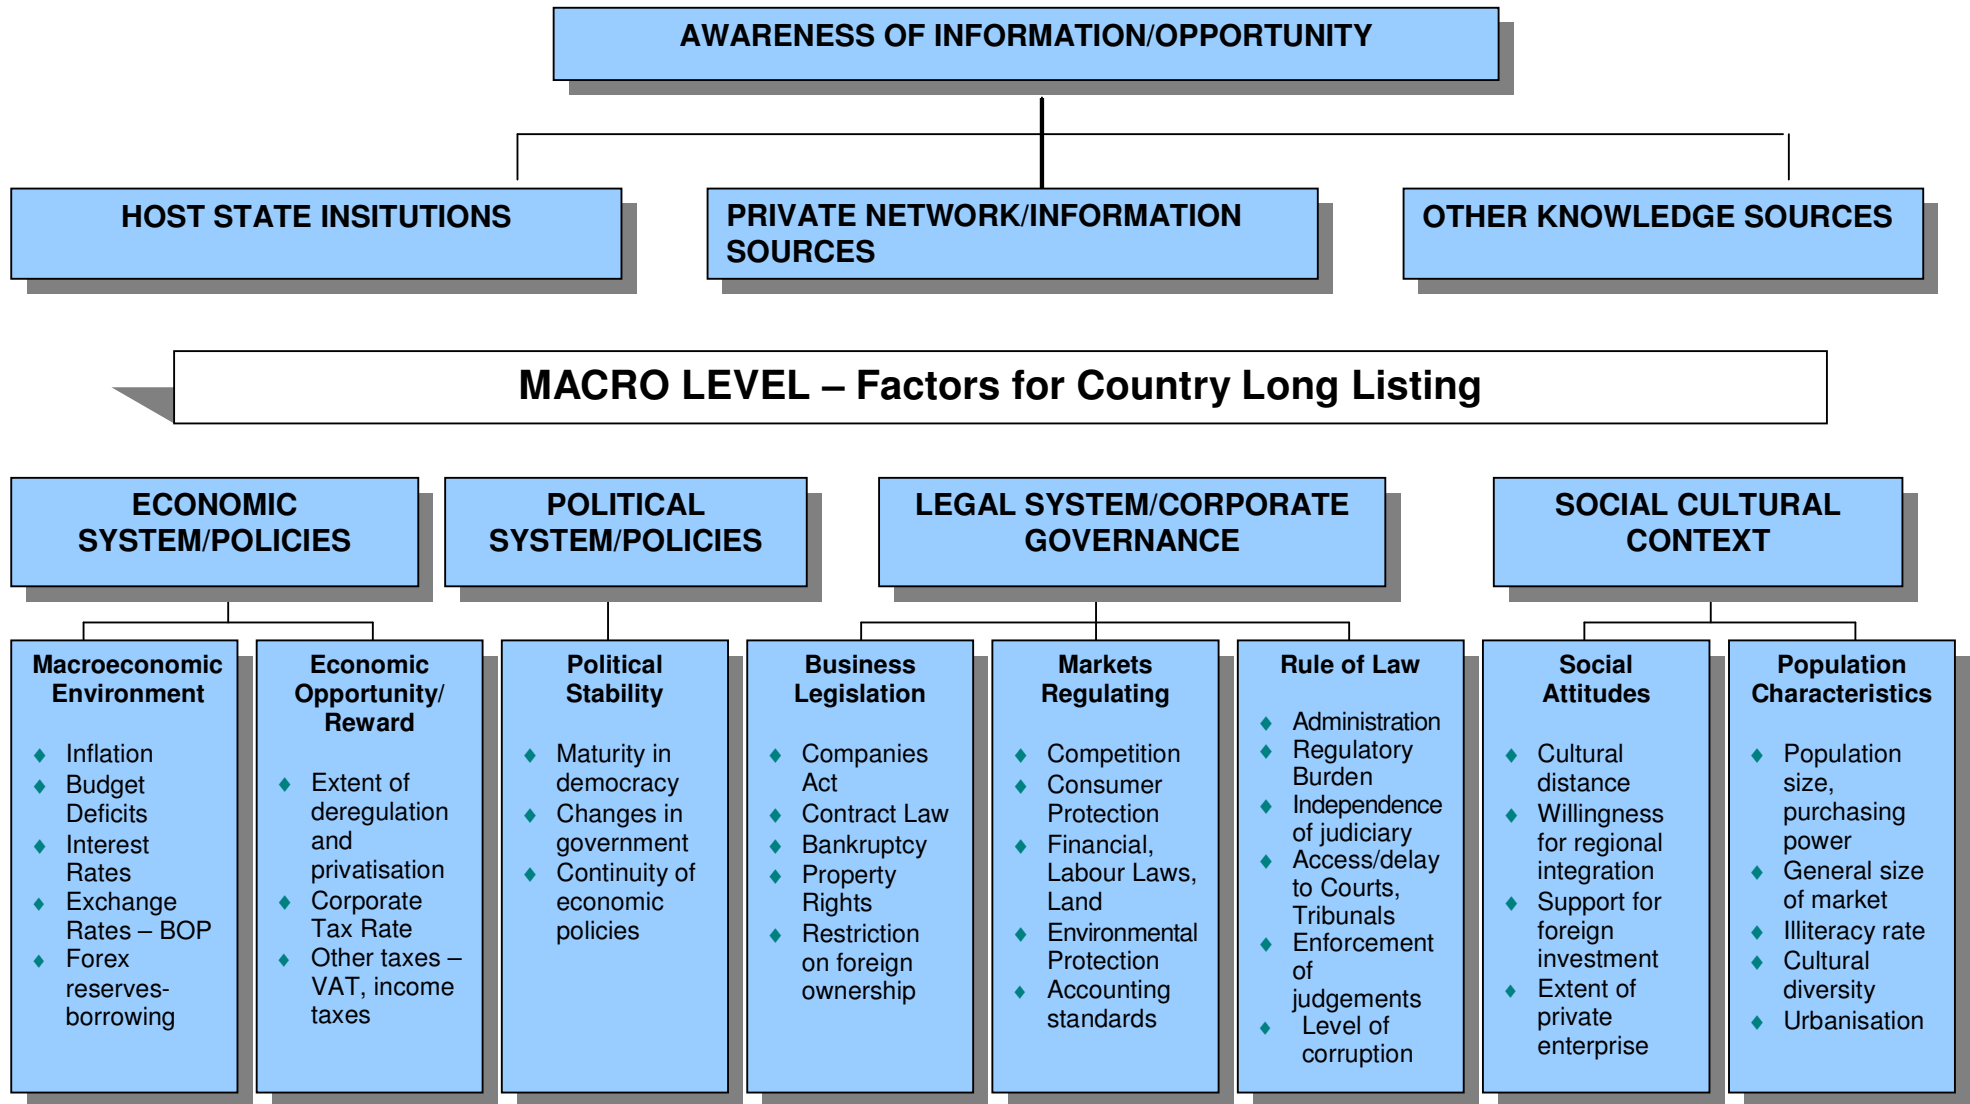 AWARENESS OF INFORMATION/OPPORTUNITY
HOST STATE INSITUTIONS
PRIVATE NETWORK/INFORMATION
SOURCES
OTHER KNOWLEDGE SOURCES
MACRO LEVEL – Factors for Country Long Listing
ECONOMIC
SYSTEM/POLICIES
POLITICAL
SYSTEM/POLICIES
LEGAL SYSTEM/CORPORATE
GOVERNANCE
SOCIAL CULTURAL
CONTEXT
Macroeconomic
Environment
♦ Inflation
♦ Budget
Deficits
♦ Interest
Rates
♦ Exchange
Rates – BOP
♦ Forex
reserves-
borrowing
Economic
Opportunity/
Reward
♦ Extent of
deregulation
and
privatisation
♦ Corporate
Tax Rate
♦ Other taxes –
VAT, income
taxes
Political
Stability
♦ Maturity in
democracy
♦ Changes in
government
♦ Continuity of
economic
policies
Business
Legislation
♦ Companies
Act
♦ Contract Law
♦ Bankruptcy
♦ Property
Rights
♦ Restriction
on foreign
ownership
Markets
Regulating
♦ Competition
♦ Consumer
Protection
♦ Financial,
Labour Laws,
Land
♦ Environmental
Protection
♦ Accounting
standards
Rule of Law
♦ Administration
♦ Regulatory
Burden
♦ Independence
of judiciary
♦ Access/delay
to Courts,
Tribunals
♦ Enforcement
of
judgements
♦ Level of
corruption
Social
Attitudes
♦ Cultural
distance
♦ Willingness
for regional
integration
♦ Support for
foreign
investment
♦ Extent of
private
enterprise
Population
Characteristics
♦ Population
size,
purchasing
power
♦ General size
of market
♦ Illiteracy rate
♦ Cultural
diversity
♦ Urbanisation